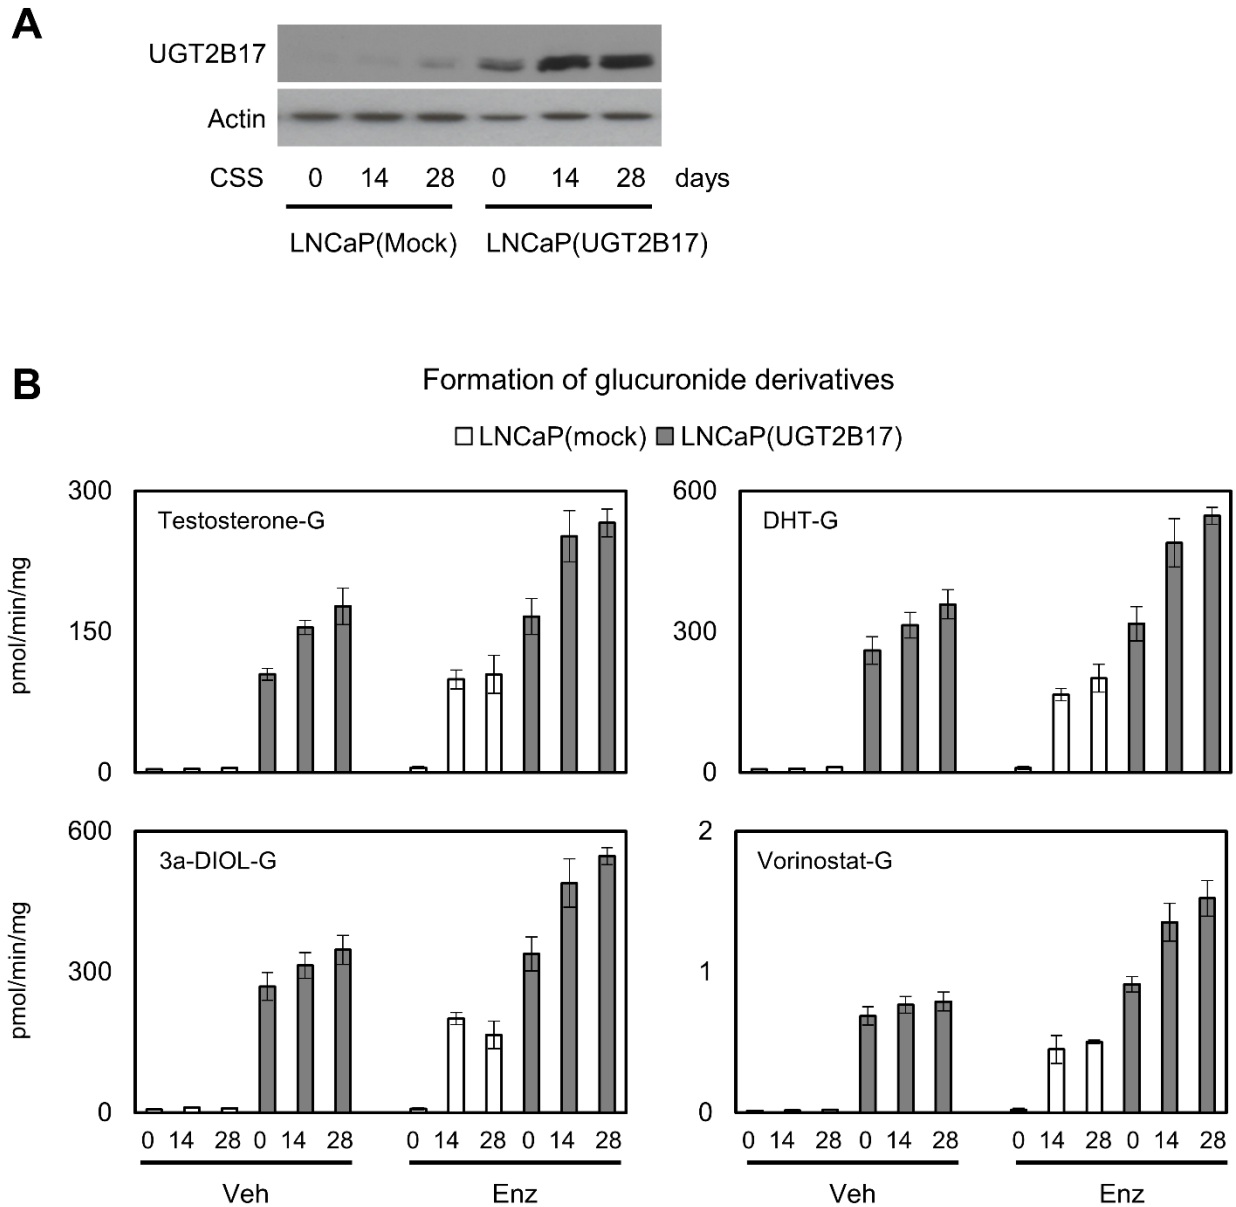 A
UGT2B17
Actin
CSS 0 14 28 0 14 28 days
LNCaP(Mock) LNCaP(UGT2B17)
B
Formation of glucuronide derivatives
LNCaP(mock) LNCaP(UGT2B17)
300 600
Testosterone-G DHT-G
pmol/min/mg
150 300
0 0
600 2
3a-DIOL-G Vorinostat-G
pmol/min/mg
300 1
0 0
0 14 28 0 14 28 0 14 28 0 14 28 0 14 28 0 14 28 0 14 28 0 14 28
Veh Enz Veh Enz